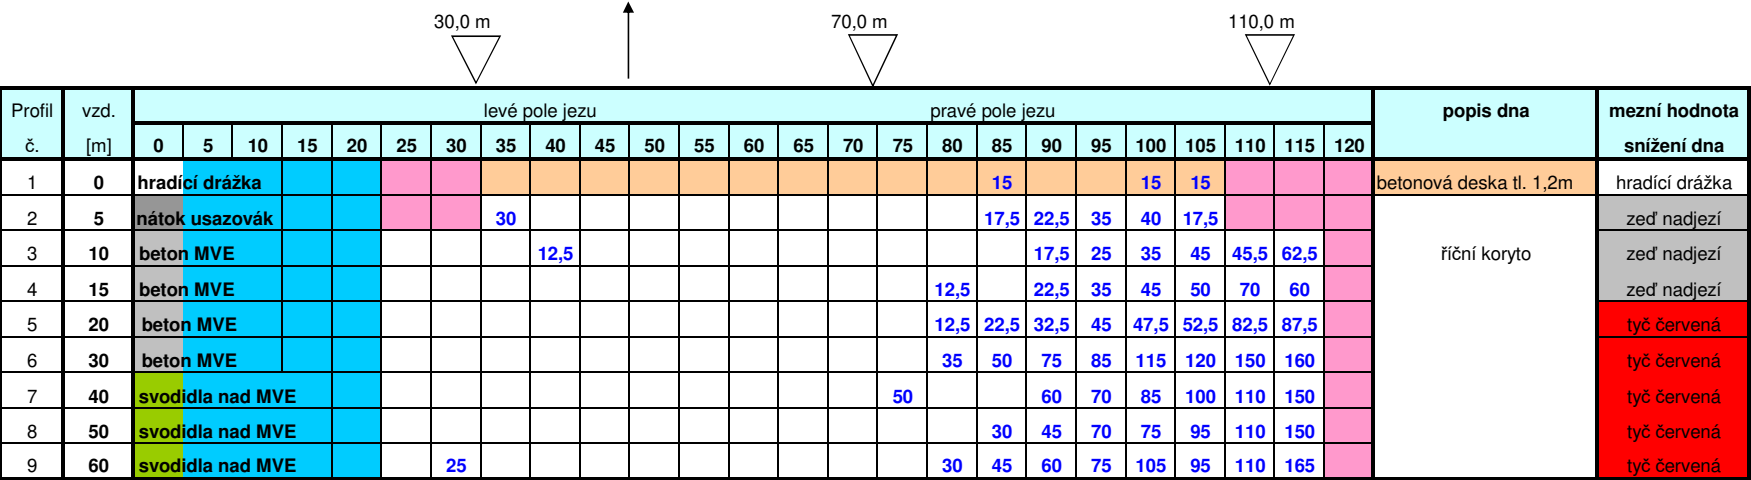 30,0 m 70,0 m 110,0 m
Profil vzd. levé pole jezu pravé pole jezu popis dna mezní hodnota
č. [m] 0 5 10 15 20 25 30 35 40 45 50 55 60 65 70 75 80 85 90 95 100 105 110 115 120 snížení dna
1 0 hradící drážka 15 15 15 betonová deska tl. 1,2m hradící drážka
2 5 nátok usazovák 30 17,5 22,5 35 40 17,5 zeď nadjezí
3 10 beton MVE 12,5 17,5 25 35 45 45,5 62,5 říční koryto zeď nadjezí
4 15 beton MVE 12,5 22,5 35 45 50 70 60 zeď nadjezí
5 20 beton MVE 12,5 22,5 32,5 45 47,5 52,5 82,5 87,5 tyč červená
6 30 beton MVE 35 50 75 85 115 120 150 160 tyč červená
7 40 svodidla nad MVE 50 60 70 85 100 110 150 tyč červená
8 50 svodidla nad MVE 30 45 70 75 95 110 150 tyč červená
9 60 svodidla nad MVE 25 30 45 60 75 105 95 110 165 tyč červená